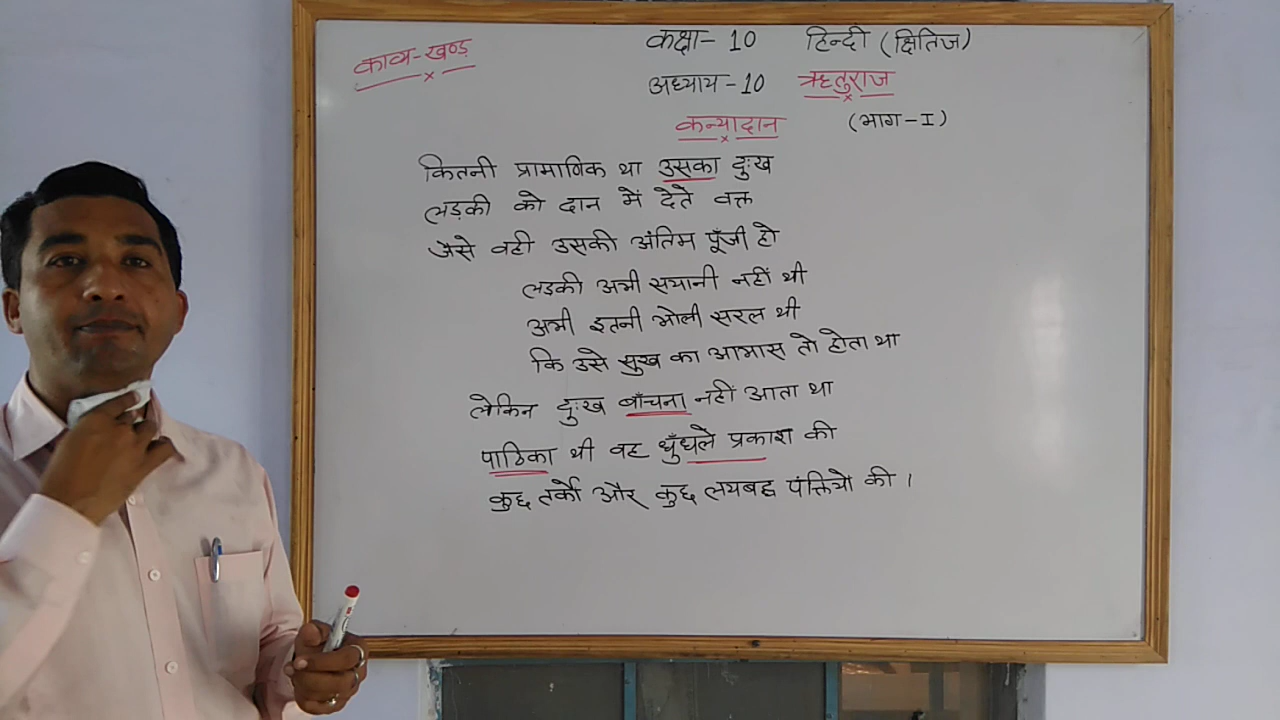 काव्य-खण्ड
कक्षा- 10 हिन्दी (क्षितिज)
अध्याय - 10 ऋतुराज
कन्यादान (भाग-I)
कितनी प्रामाणिक था उसका दुःख
लड़की को दान में देते वक्त
जैसे वही उसकी अंतिम पूँजी हो
लड़की अभी सयानी नहीं थी
अभी इतनी भोली सरल थी
कि उसे सुख का आभास तो होता था
लेकिन दुःख बाँचना नहीं आता था
पाठिका थी वह धुँधले प्रकाश की
कुछ तर्कों और कुछ लयबद्ध पंक्तियो की ।